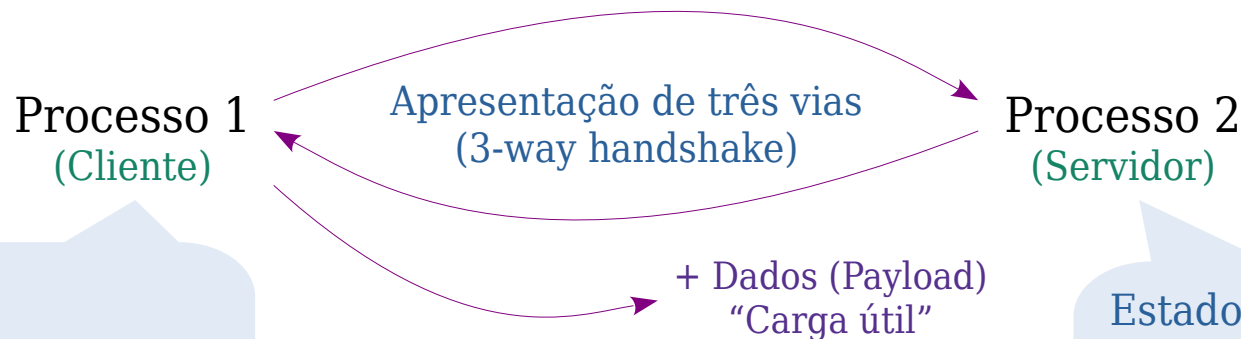 Processo 1
(Cliente)
Apresentação de três vias
(3-way handshake)
Processo 2
(Servidor)
+ Dados (Payload)
“Carga útil”
Estado